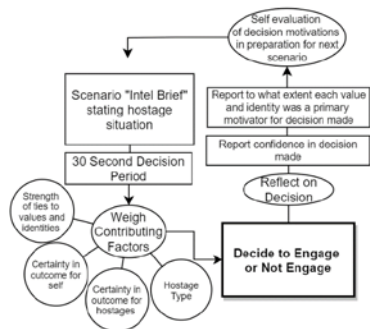 Self evaluation
of decision motivations
in preparation for next
scenario
Scenario "Intel Brief"
stating hostage
situation
30 Second Decision
Period
Strength
of ties to
values and
identities
Weigh
Contributing
Factors
Certainty in
outcome for
self
Certainty in
outcome for
hostages
Hostage
Type
Report to what extent each value
and identity was a primary
motivator for decision made
Report confidence in decision
made
Reflect on
Decision
Decide to Engage
or Not Engage